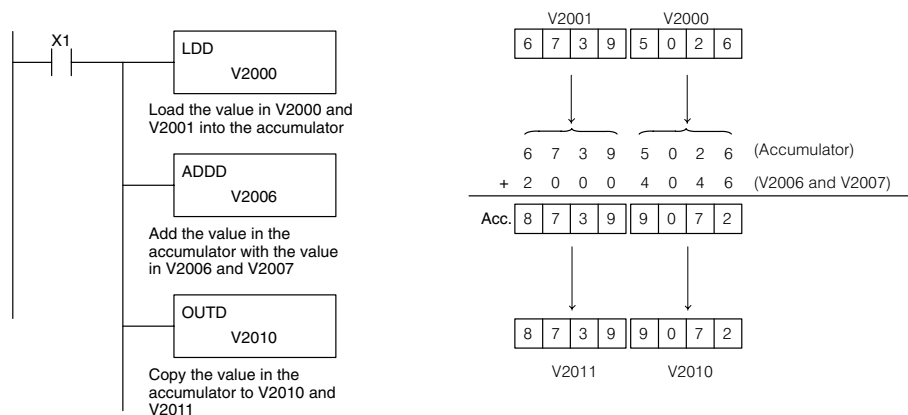 X1
LDD
V2000
Load the value in V2000 and
V2001 into the accumulator
ADDD
V2006
Add the value in the
accumulator with the value
in V2006 and V2007
OUTD
V2010
Copy the value in the
accumulator to V2010 and
V2011
V2001 V2000
6 7 3 9 5 0 2 6
6 7 3 9 5 0 2 6 (Accumulator)
+ 2 0 0 0 4 0 4 6 (V2006 and V2007)
Acc. 8 7 3 9 9 0 7 2
8 7 3 9 9 0 7 2
V2011 V2010